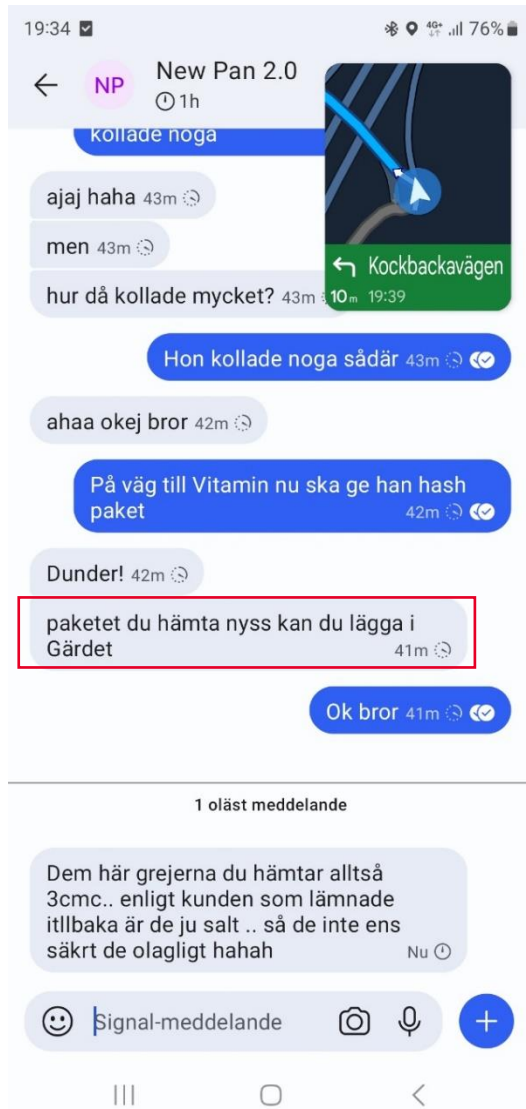 19:34
4G+ 76%
New Pan 2.0
NP
1h
kollade noga
ajaj haha 43m
men 43m
hur då kollade mycket? 43m
Kockbackavägen
10 m 19:39
Hon kollade noga sådär 43m
ahaa okej bror 42m
På väg till Vitamin nu ska ge han hash
paket 42m
Dunder! 42m
paketet du hämta nyss kan du lägga i
Gärdet 41m
Ok bror 41m
1 oläst meddelande
Dem här grejerna du hämtar alltså
3cmc.. enligt kunden som lämnade
itllbaka är de ju salt .. så de inte ens
säkrt de olagligt hahah Nu
Signal-meddelande